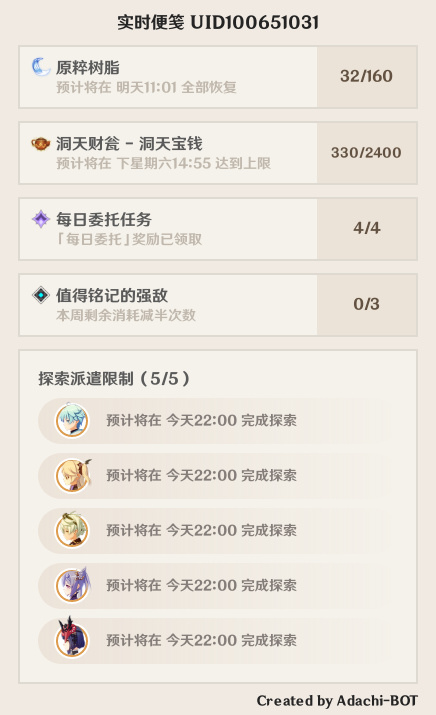 实时便笺 UID100651031
原粹树脂
预计将在 明天11:01 全部恢复
32/160
洞天财瓮 - 洞天宝钱
预计将在 下星期六14:55 达到上限
330/2400
每日委托任务
「每日委托」奖励已领取
4/4
值得铭记的强敌
本周剩余消耗减半次数
0/3
探索派遣限制（5/5）
预计将在 今天22:00 完成探索
预计将在 今天22:00 完成探索
预计将在 今天22:00 完成探索
预计将在 今天22:00 完成探索
预计将在 今天22:00 完成探索
Created by Adachi-BOT